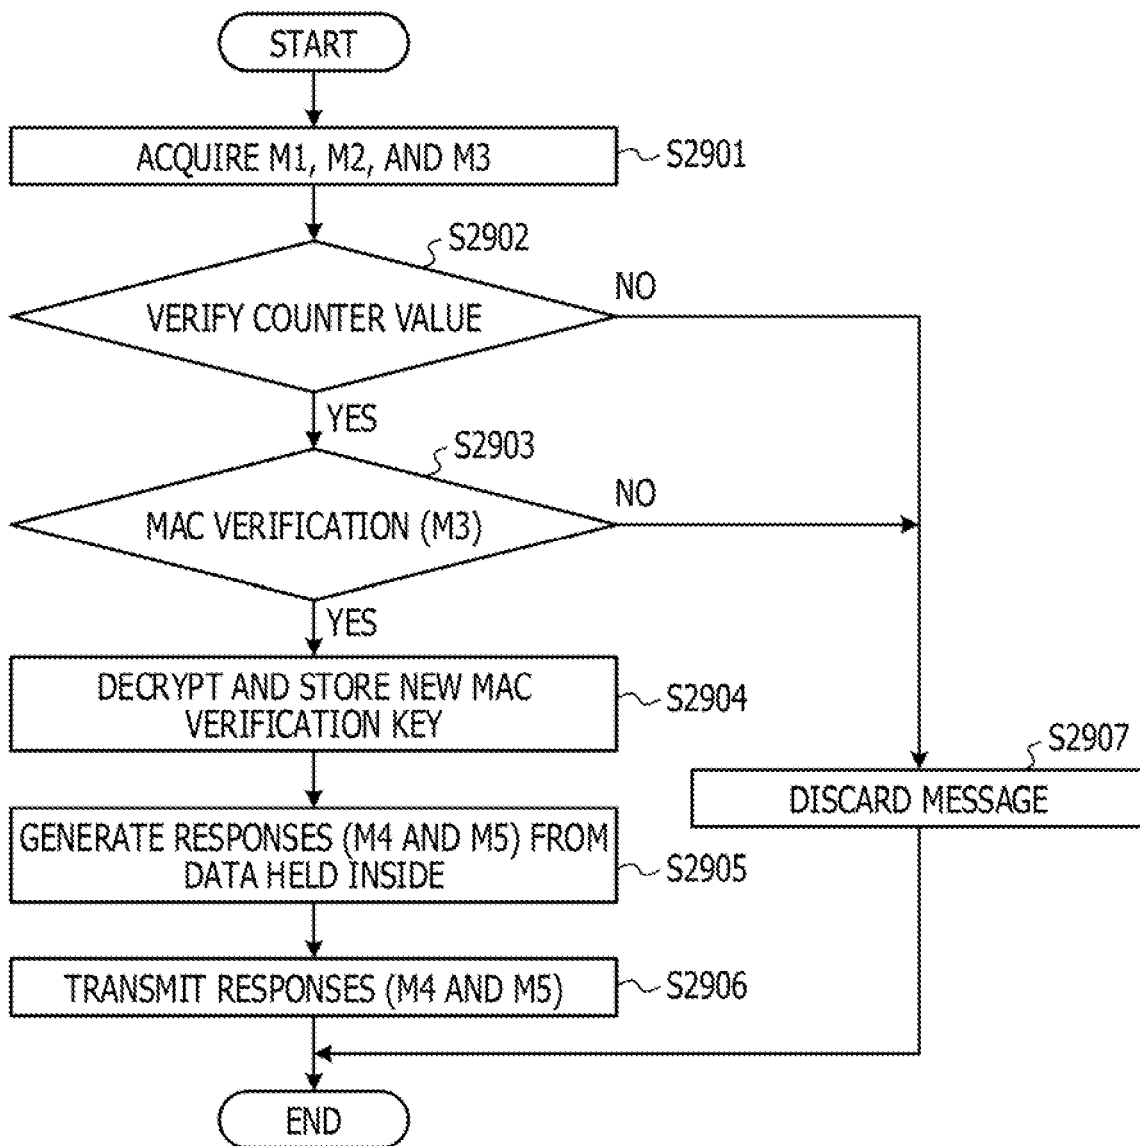 START
ACQUIRE M1, M2, AND M3
S2901
S2902
VERIFY COUNTER VALUE
NO
YES
S2903
MAC VERIFICATION (M3)
NO
YES
DECRYPT AND STORE NEW MAC
VERIFICATION KEY
S2904
S2907
DISCARD MESSAGE
GENERATE RESPONSES (M4 AND M5) FROM
DATA HELD INSIDE
S2905
TRANSMIT RESPONSES (M4 AND M5)
S2906
END